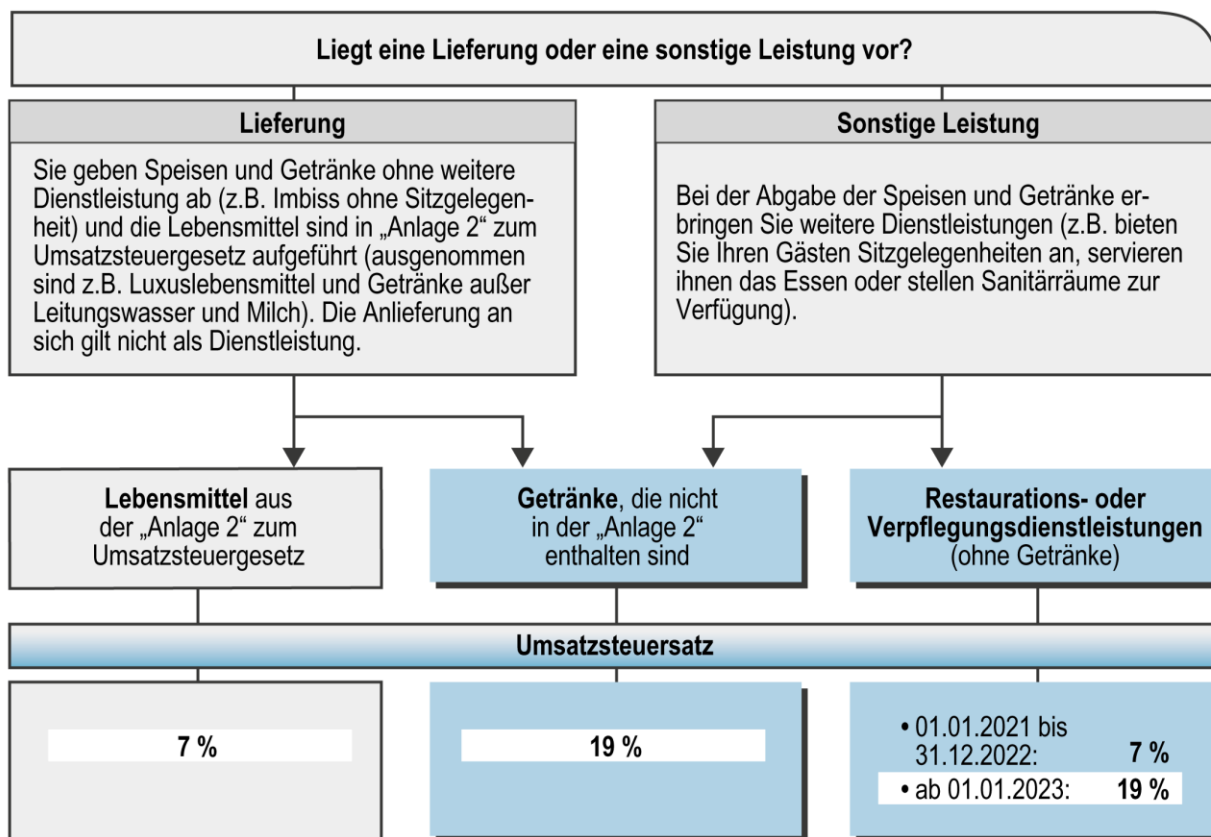 Liegt eine Lieferung oder eine sonstige Leistung vor?
Lieferung
Sie geben Speisen und Getränke ohne weitere
Dienstleistung ab (z.B. Imbiss ohne Sitzgelegen-
heit) und die Lebensmittel sind in „Anlage 2“ zum
Umsatzsteuergesetz aufgeführt (ausgenommen
sind z.B. Luxuslebensmittel und Getränke außer
Leitungswasser und Milch). Die Anlieferung an
sich gilt nicht als Dienstleistung.
Sonstige Leistung
Bei der Abgabe der Speisen und Getränke er-
bringen Sie weitere Dienstleistungen (z.B. bieten
Sie Ihren Gästen Sitzgelegenheiten an, servieren
ihnen das Essen oder stellen Sanitärräume zur
Verfügung).
Lebensmittel aus
der „Anlage 2“ zum
Umsatzsteuergesetz
Getränke, die nicht
in der „Anlage 2“
enthalten sind
Restaurations- oder
Verpflegungsdienstleistungen
(ohne Getränke)
Umsatzsteuersatz
7 %
19 %
• 01.01.2021 bis
31.12.2022: 7 %
• ab 01.01.2023: 19 %